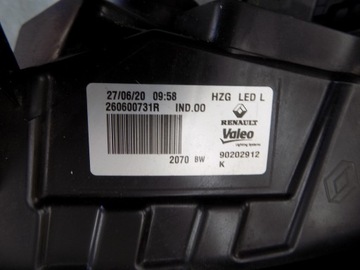 27/06/20 09:58 HZG LED L
260600731R IND.00
RENAULT
Valeo
lighting systems
2070 BW 90202912
K